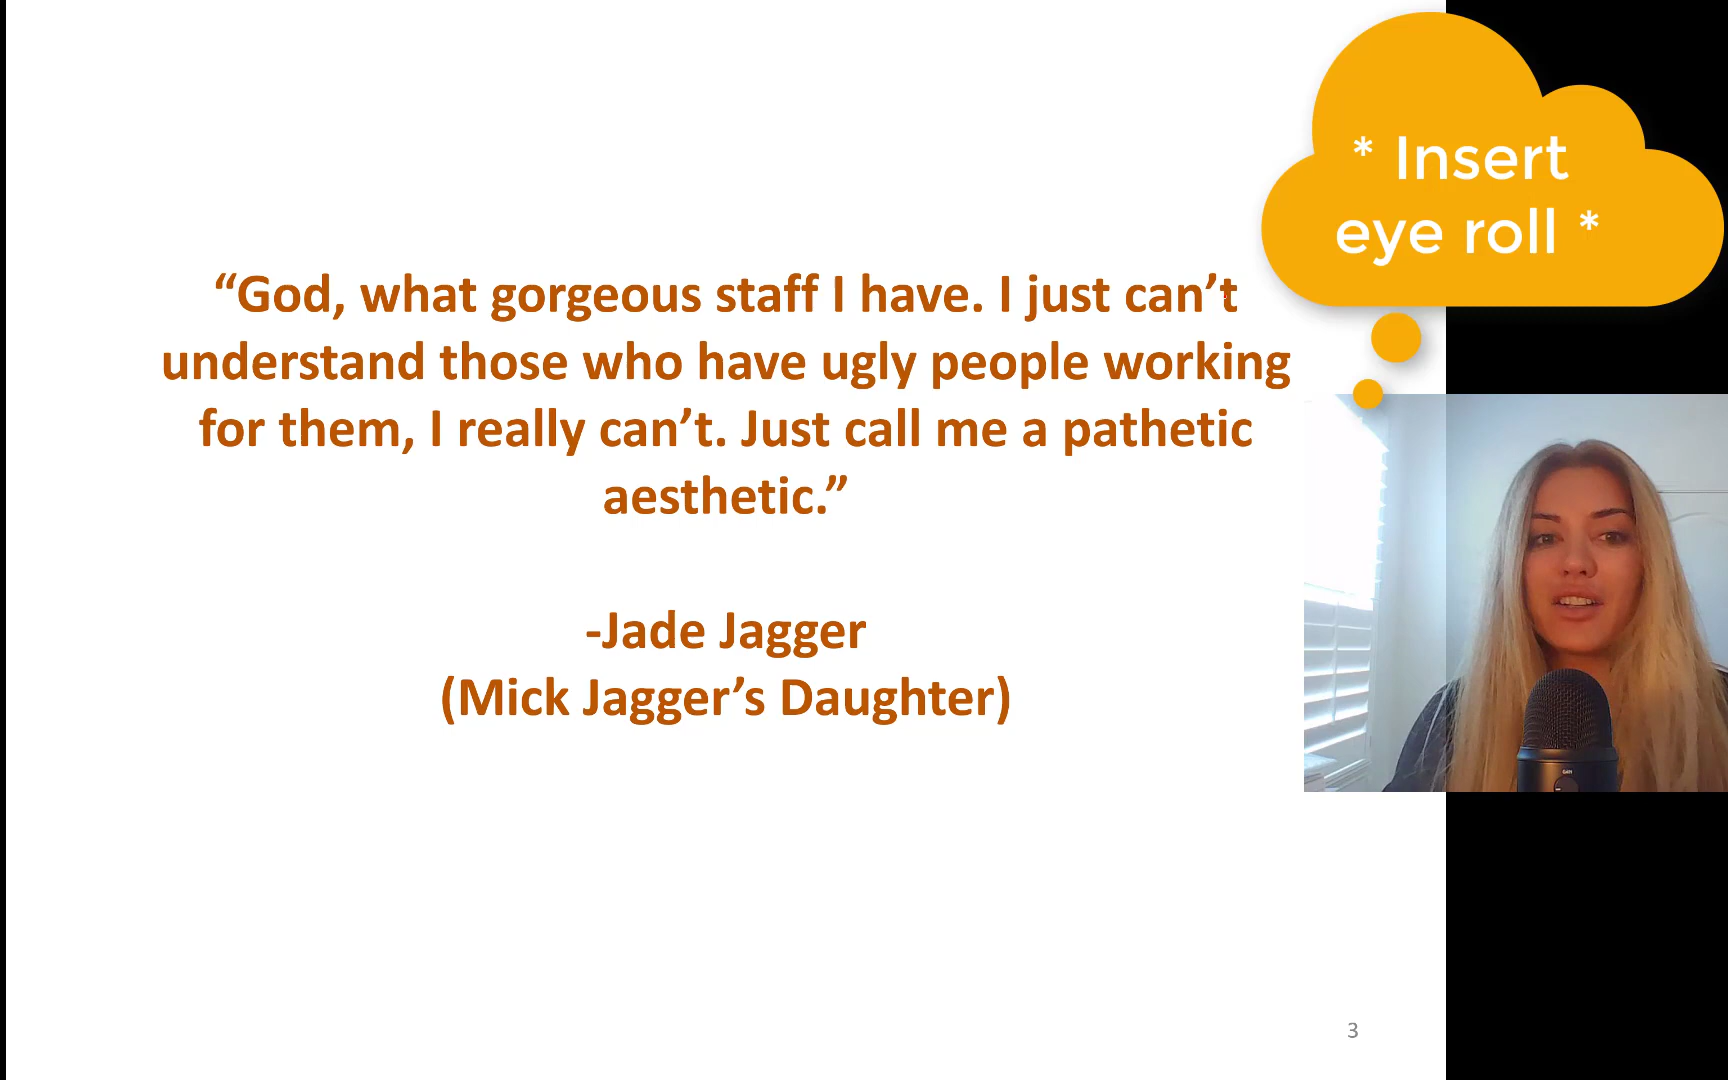 * Insert
eye roll *
“God, what gorgeous staff I have. I just can’t
understand those who have ugly people working
for them, I really can’t. Just call me a pathetic
aesthetic.”
-Jade Jagger
(Mick Jagger’s Daughter)
3